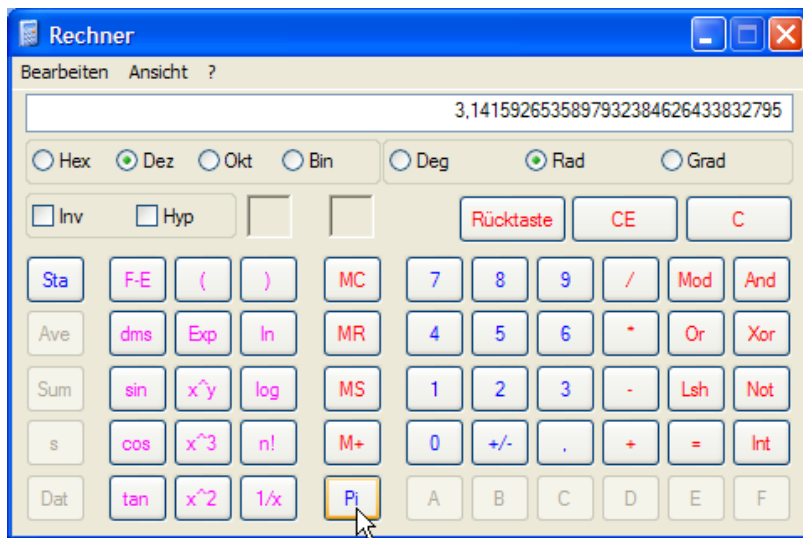 Rechner
Bearbeiten Ansicht ?
3,1415926535897932384626433832795
Hex Dez Okt Bin Deg Rad Grad
Inv Hyp Rücktaste CE C
Sta F-E ( ) MC 7 8 9 / Mod And
Ave dms Exp ln MR 4 5 6 * Or Xor
Sum sin x^y log MS 1 2 3 - Lsh Not
s cos x^3 n! M+ 0 +/- , + = Int
Dat tan x^2 1/x Pi A B C D E F